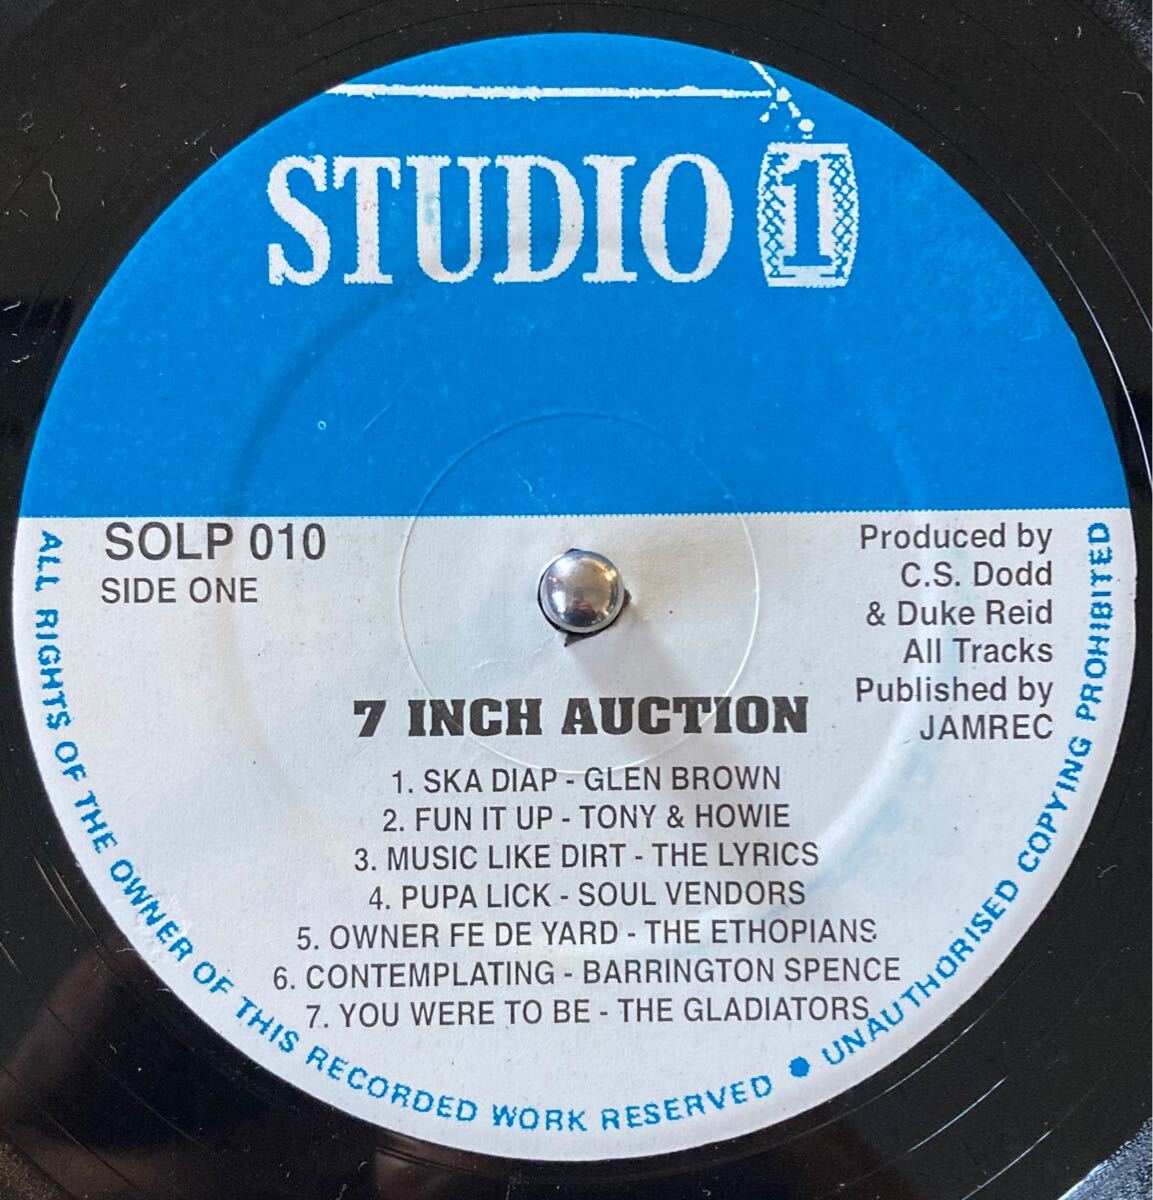 STUDIO 1
SOLP 010
SIDE ONE
Produced by
C.S. Dodd
& Duke Reid
All Tracks
Published by
JAMREC
7 INCH AUCTION
1. SKA DIAP - GLEN BROWN
2. FUN IT UP - TONY & HOWIE
3. MUSIC LIKE DIRT - THE LYRICS
4. PUPA LICK - SOUL VENDORS
5. OWNER FE DE YARD - THE ETHOPIANS
6. CONTEMPLATING - BARRINGTON SPENCE
7. YOU WERE TO BE - THE GLADIATORS
ALL RIGHTS OF THE OWNER OF THIS RECORDED WORK RESERVED ● UNAUTHORISED COPYING PROHIBITED